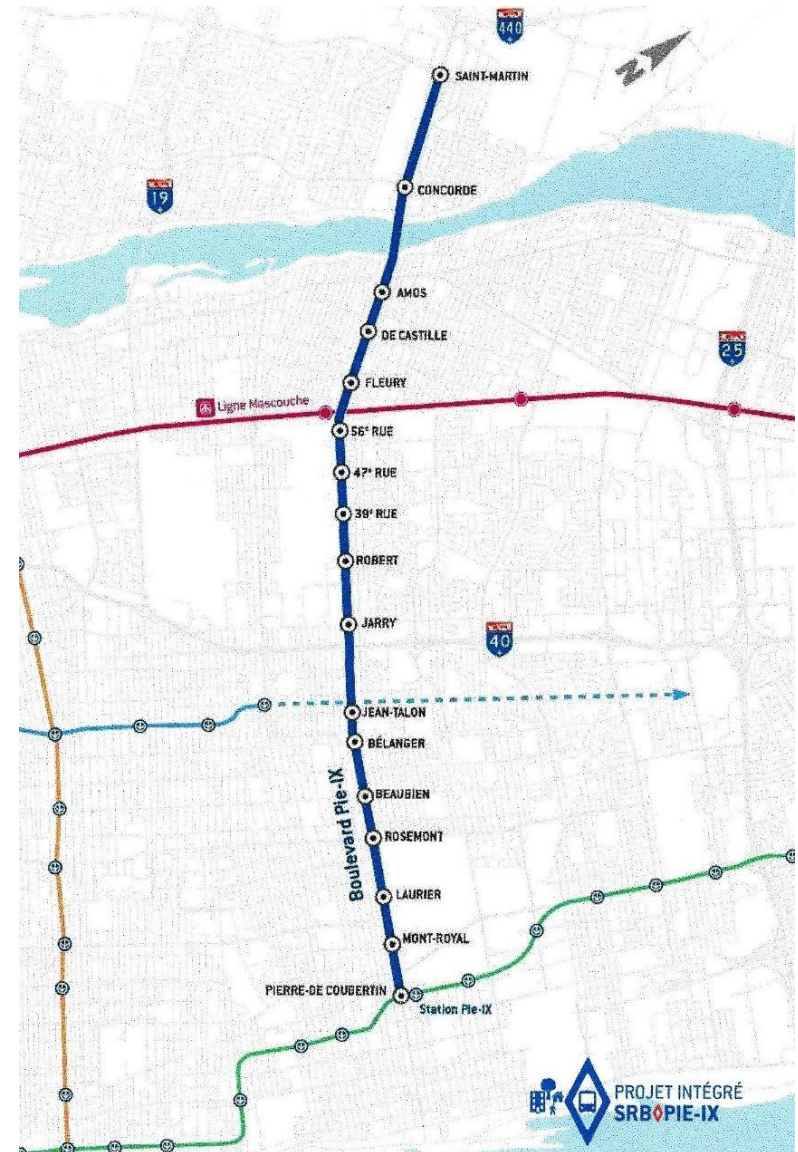 440
N
SAINT-MARTIN
CONCORDE
19
AMOS
DE CASTILLE
25
FLEURY
Ligne Mascouche
56e RUE
47e RUE
39e RUE
ROBERT
JARRY
40
JEAN-TALON
BÉLANGER
BEAUBIEN
Boulevard Pie-IX
ROSEMONT
LAURIER
MONT-ROYAL
PIERRE-DE COUBERTIN
Station Pie-IX
PROJET INTÉGRÉ
SRB PIE-IX